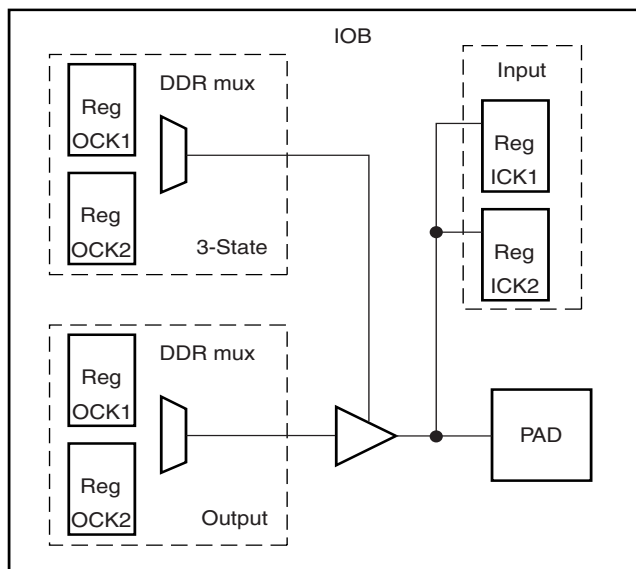 IOB
DDR mux
Reg
OCK1
Reg
OCK2
3-State
Input
Reg
ICK1
Reg
ICK2
DDR mux
Reg
OCK1
Reg
OCK2
Output
PAD